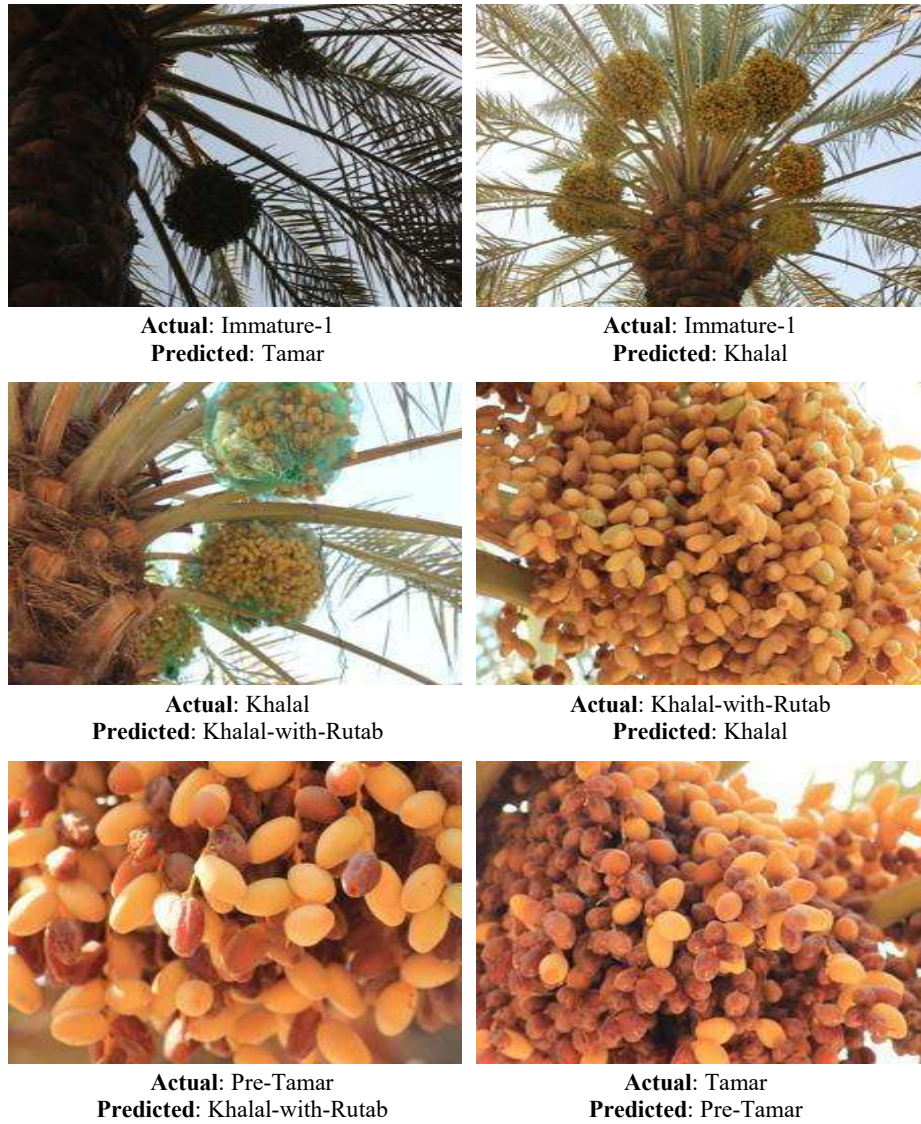 Actual: Immature-1
Predicted: Tamar
Actual: Immature-1
Predicted: Khalal
Actual: Khalal
Predicted: Khalal-with-Rutab
Actual: Khalal-with-Rutab
Predicted: Khalal
Actual: Pre-Tamar
Predicted: Khalal-with-Rutab
Actual: Tamar
Predicted: Pre-Tamar